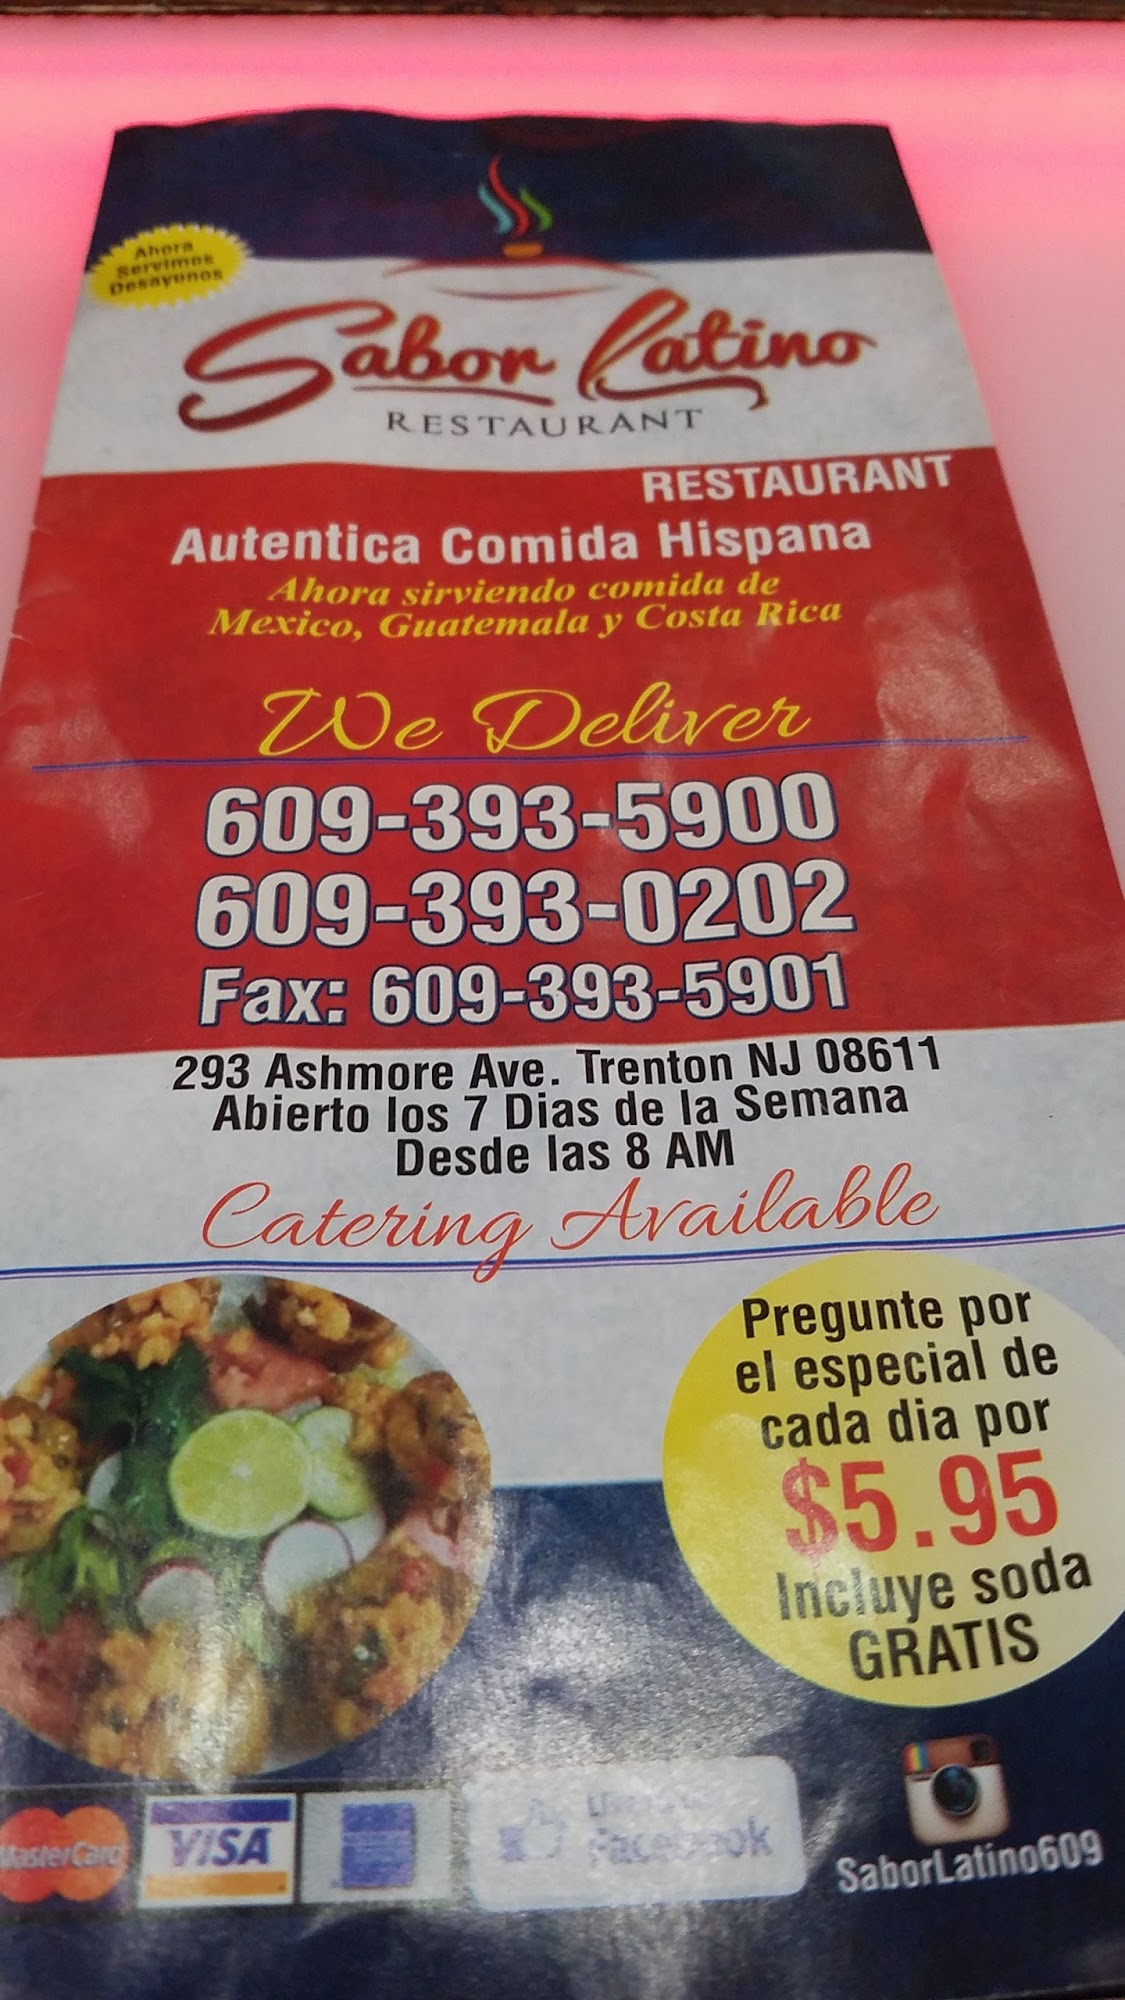 Ahora
Servimos
Desayunos
Sabor Latino
RESTAURANT
RESTAURANT
Autentica Comida Hispana
Ahora sirviendo comida de
Mexico, Guatemala y Costa Rica
We Deliver
609-393-5900
609-393-0202
Fax: 609-393-5901
293 Ashmore Ave. Trenton NJ 08611
Abierto los 7 Dias de la Semana
Desde las 8 AM
Catering Available
Pregunte por
el especial de
cada dia por
$5.95
Incluye soda
GRATIS
MasterCard
VISA
Facebook
SaborLatino609